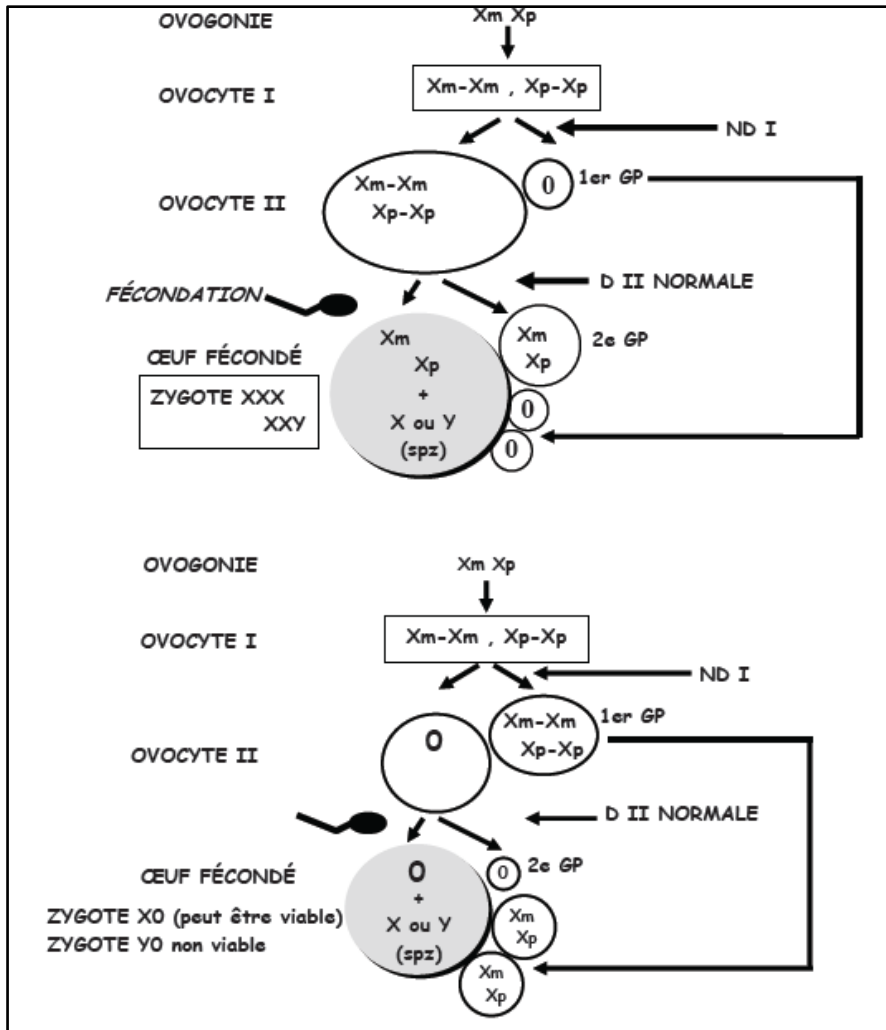 OVOGONIE
Xm Xp
OVOCYTE I
Xm-Xm , Xp-Xp
ND I
OVOCYTE II
Xm-Xm
Xp-Xp
0
1er GP
D II NORMALE
FÉCONDATION
ŒUF FÉCONDÉ
ZYGOTE XXX
XXY
Xm
Xp
+
X ou Y
(spz)
Xm
Xp
2e GP
0
0
OVOGONIE
Xm Xp
OVOCYTE I
Xm-Xm , Xp-Xp
ND I
OVOCYTE II
O
Xm-Xm
Xp-Xp
1er GP
D II NORMALE
ŒUF FÉCONDÉ
ZYGOTE X0 (peut être viable)
ZYGOTE Y0 non viable
O
+
X ou Y
(spz)
0
2e GP
Xm
Xp
Xm
Xp